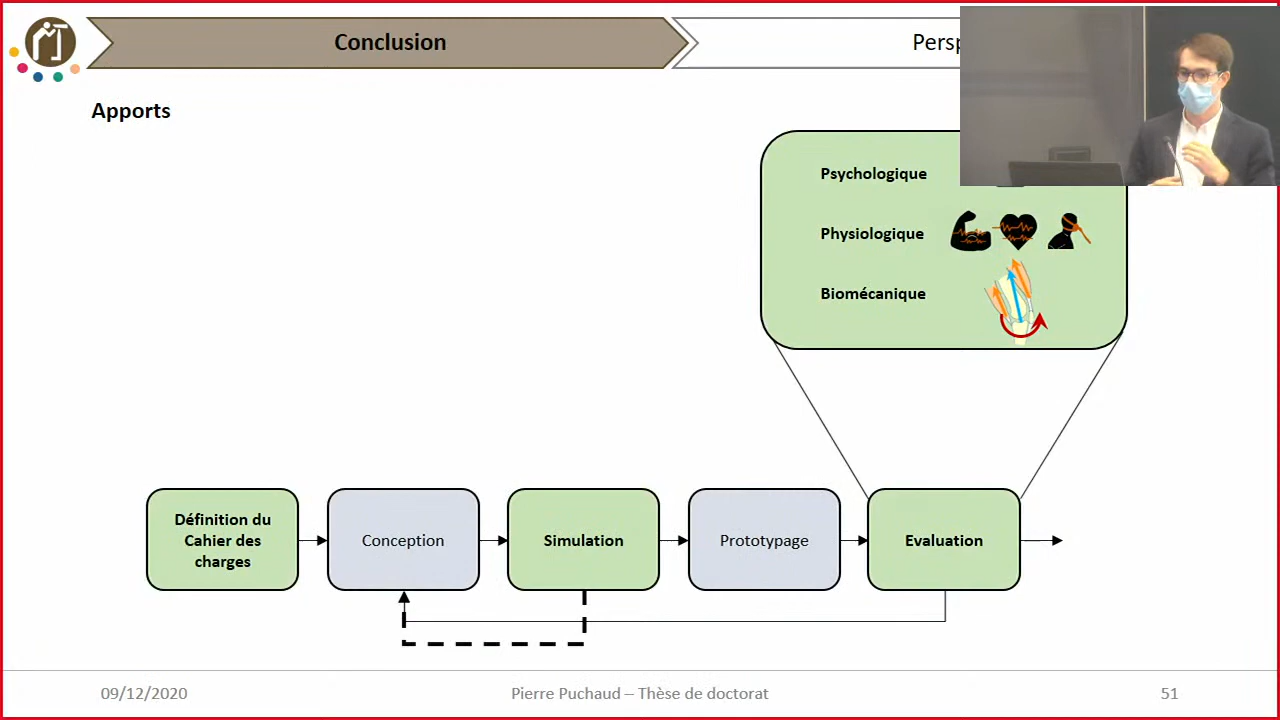 Conclusion
Apports
Psychologique
Physiologique
Biomécanique
Définition du
Cahier des
charges
Conception
Simulation
Prototypage
Evaluation
09/12/2020
Pierre Puchaud – Thèse de doctorat
51